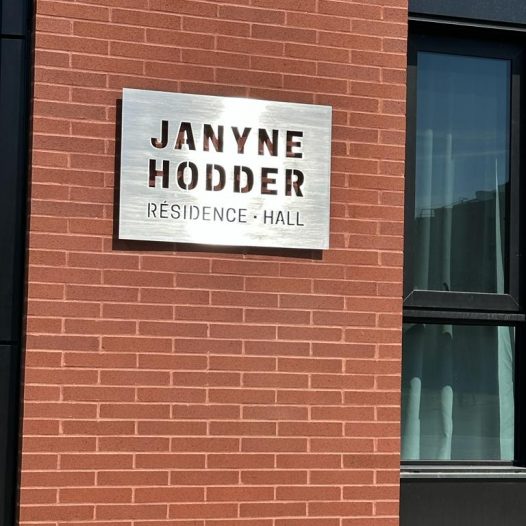 JANYNE
HODDER
RÉSIDENCE · HALL